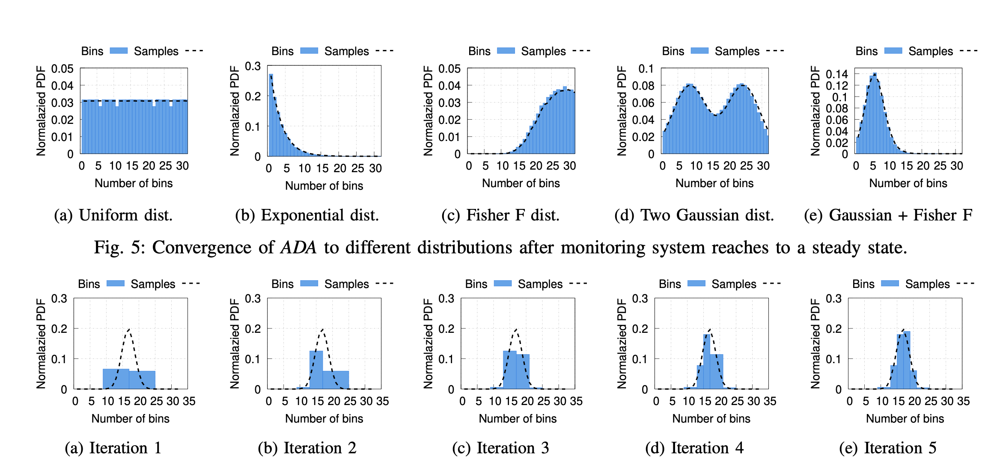 Bins Samples
Normalazied PDF
0.05
0.04
0.03
0.02
0.01
0
0 5 10 15 20 25 30
Number of bins
(a) Uniform dist.
Bins Samples
Normalazied PDF
0.3
0.2
0.1
0
0 5 10 15 20 25 30
Number of bins
(b) Exponential dist.
Bins Samples
Normalazied PDF
0.05
0.04
0.03
0.02
0.01
0
0 5 10 15 20 25 30
Number of bins
(c) Fisher F dist.
Bins Samples
Normalazied PDF
0.1
0.08
0.06
0.04
0.02
0
0 5 10 15 20 25 30
Number of bins
(d) Two Gaussian dist.
Bins Samples
Normalazied PDF
0.14
0.12
0.1
0.08
0.06
0.04
0.02
0
0 5 10 15 20 25 30
Number of bins
(e) Gaussian + Fisher F
Fig. 5: Convergence of ADA to different distributions after monitoring system reaches to a steady state.
Bins Samples
Normalazied PDF
0.3
0.2
0.1
0
0 5 10 15 20 25 30 35
Number of bins
(a) Iteration 1
Bins Samples
Normalazied PDF
0.3
0.2
0.1
0
0 5 10 15 20 25 30 35
Number of bins
(b) Iteration 2
Bins Samples
Normalazied PDF
0.3
0.2
0.1
0
0 5 10 15 20 25 30 35
Number of bins
(c) Iteration 3
Bins Samples
Normalazied PDF
0.3
0.2
0.1
0
0 5 10 15 20 25 30 35
Number of bins
(d) Iteration 4
Bins Samples
Normalazied PDF
0.3
0.2
0.1
0
0 5 10 15 20 25 30 35
Number of bins
(e) Iteration 5